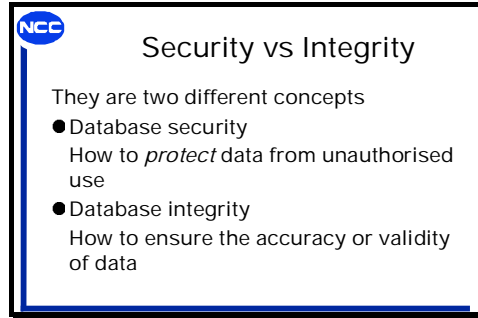 NCC
Security vs Integrity
They are two different concepts
● Database security
How to protect data from unauthorised
use
● Database integrity
How to ensure the accuracy or validity
of data